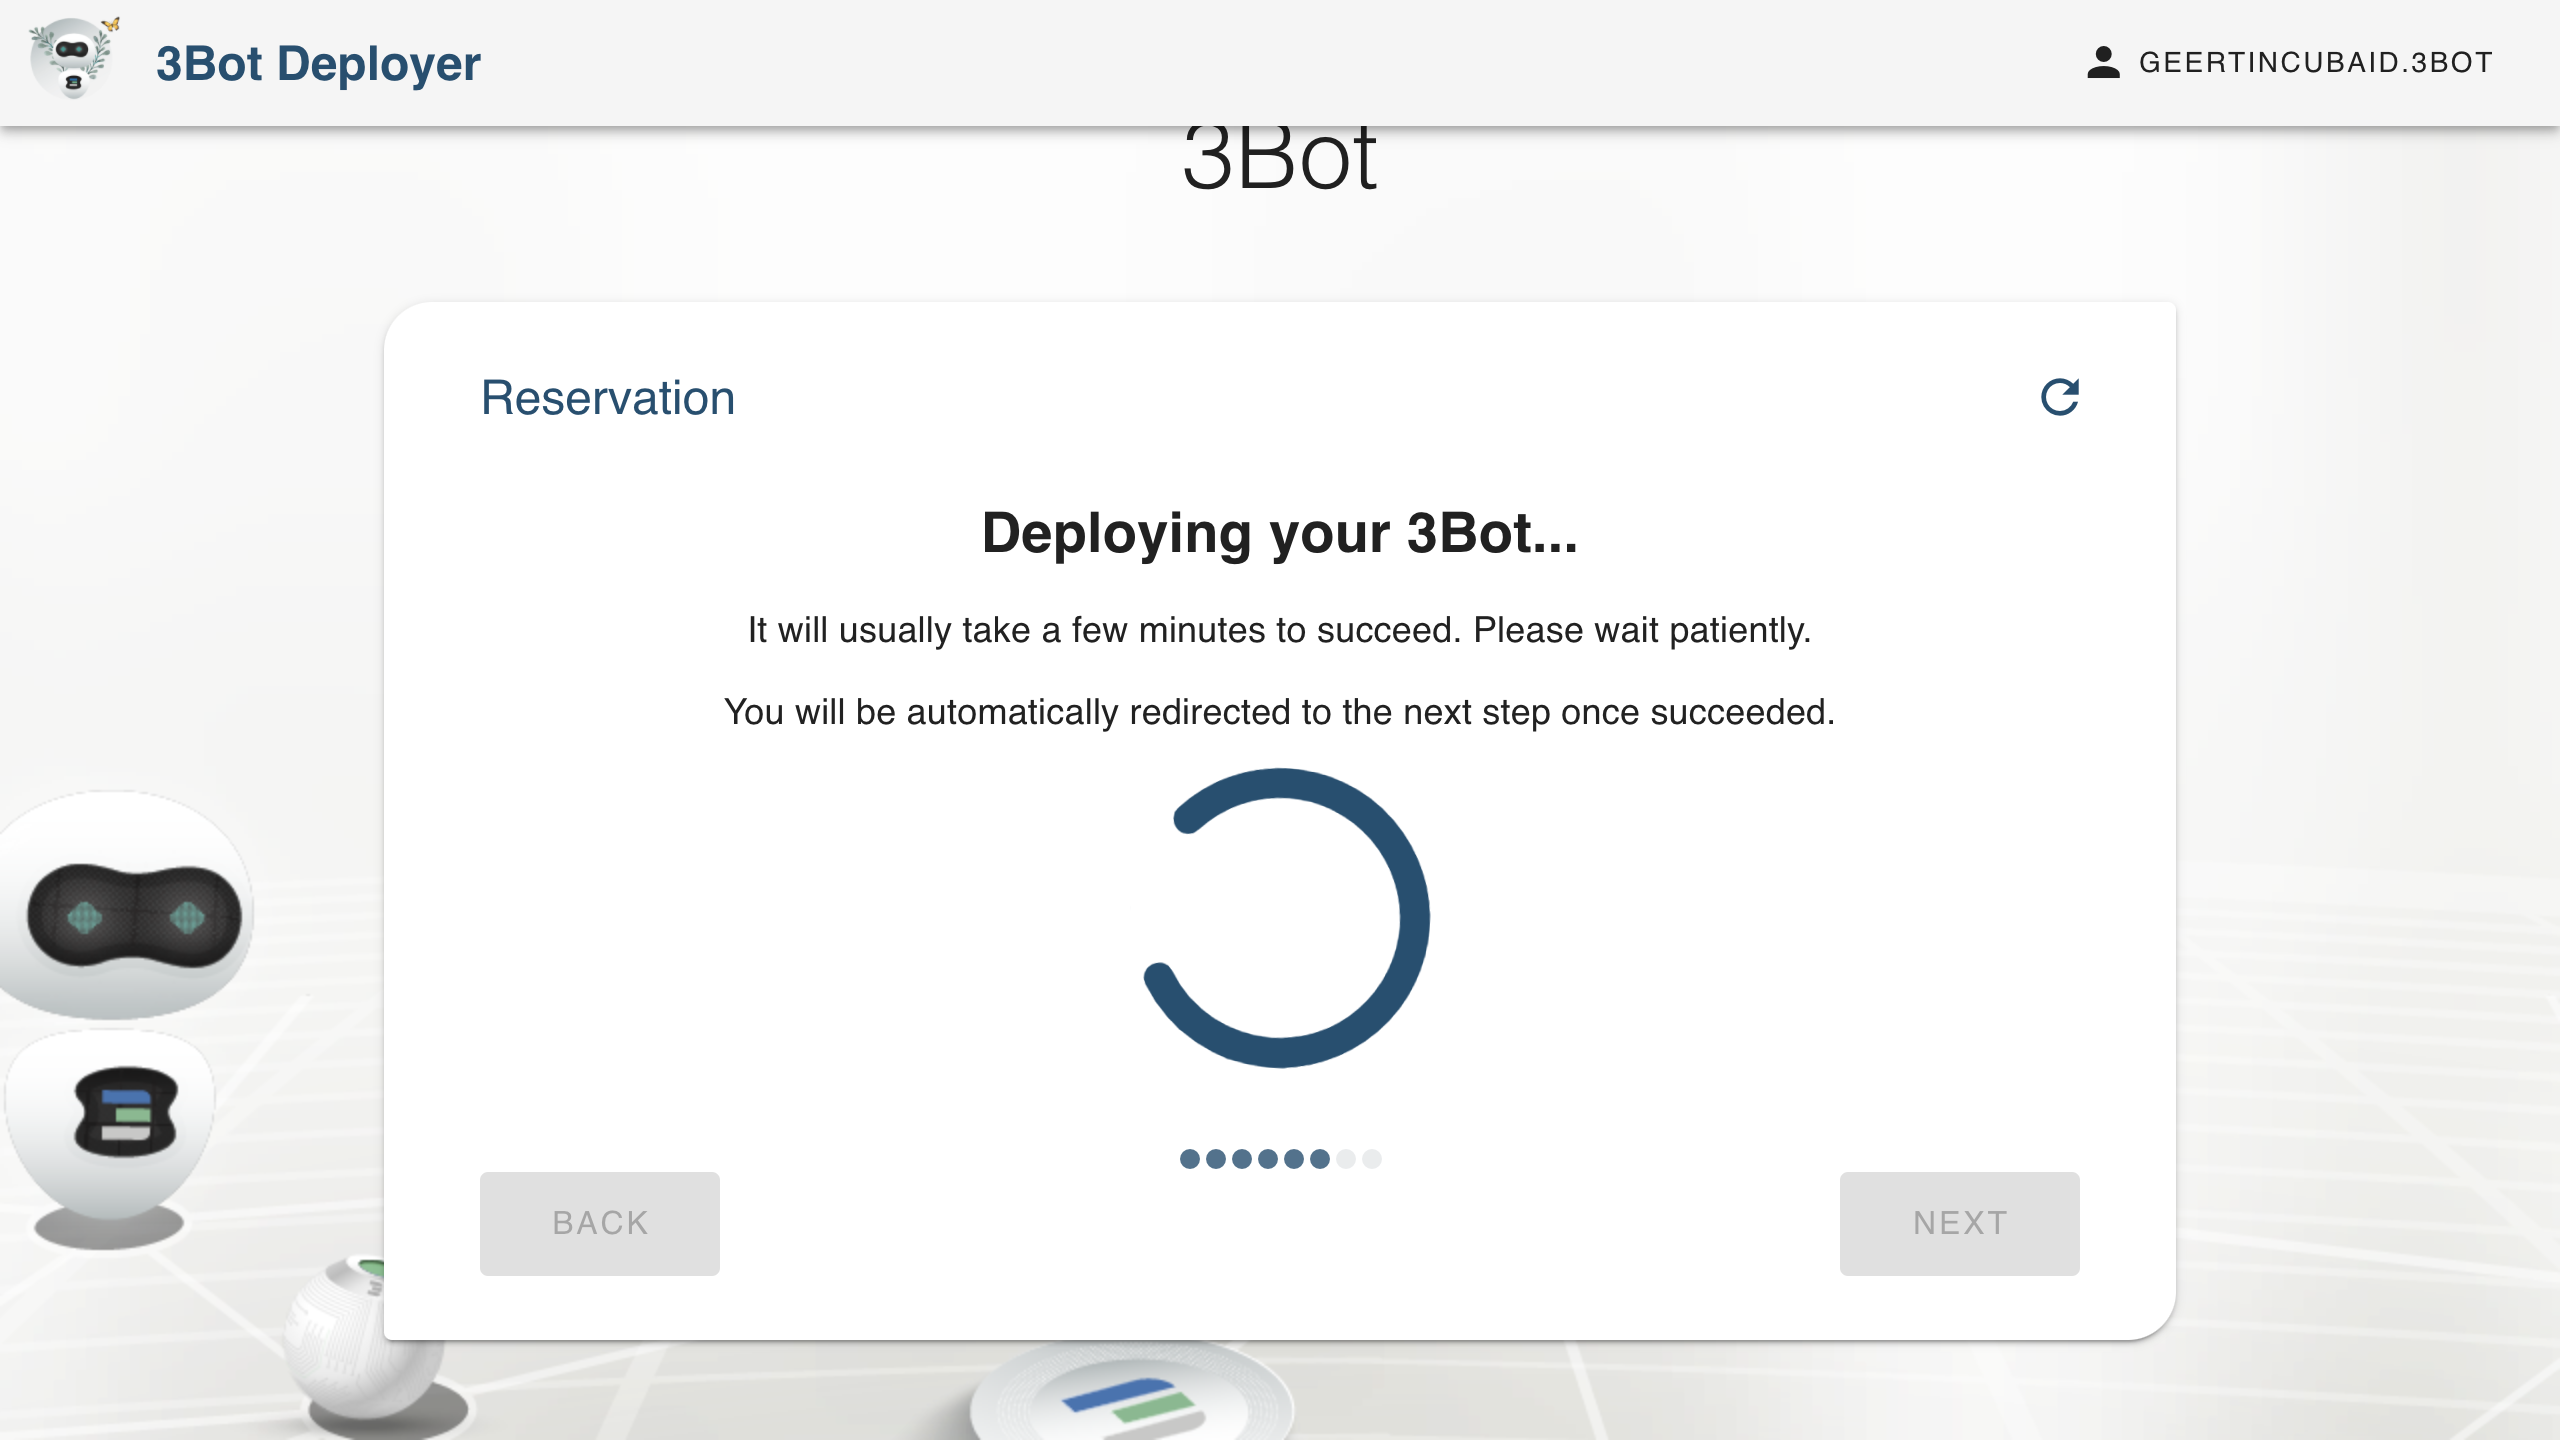 3Bot Deployer
GEERTINCUBAID.3BOT
3Bot
Reservation
Deploying your 3Bot...
It will usually take a few minutes to succeed. Please wait patiently.
You will be automatically redirected to the next step once succeeded.
BACK
NEXT